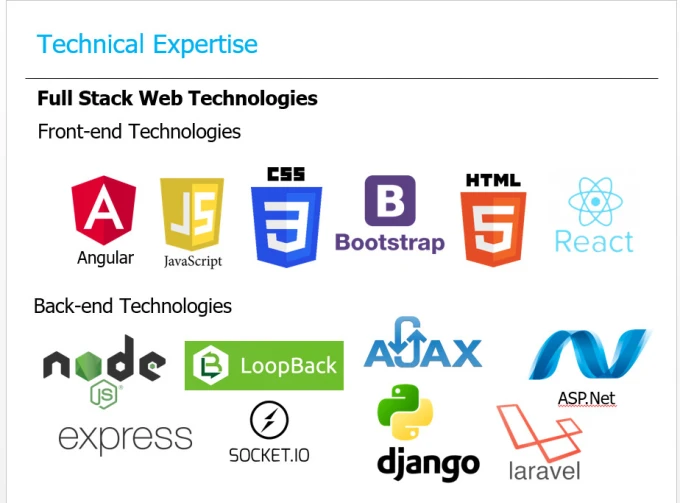 Technical Expertise
Full Stack Web Technologies
Front-end Technologies
A
Angular
JS
JavaScript
CSS
3
B
Bootstrap
HTML
5
React
Back-end Technologies
node
JS
B LoopBack
AJAX
ASP.Net
express
SOCKET.IO
django
laravel